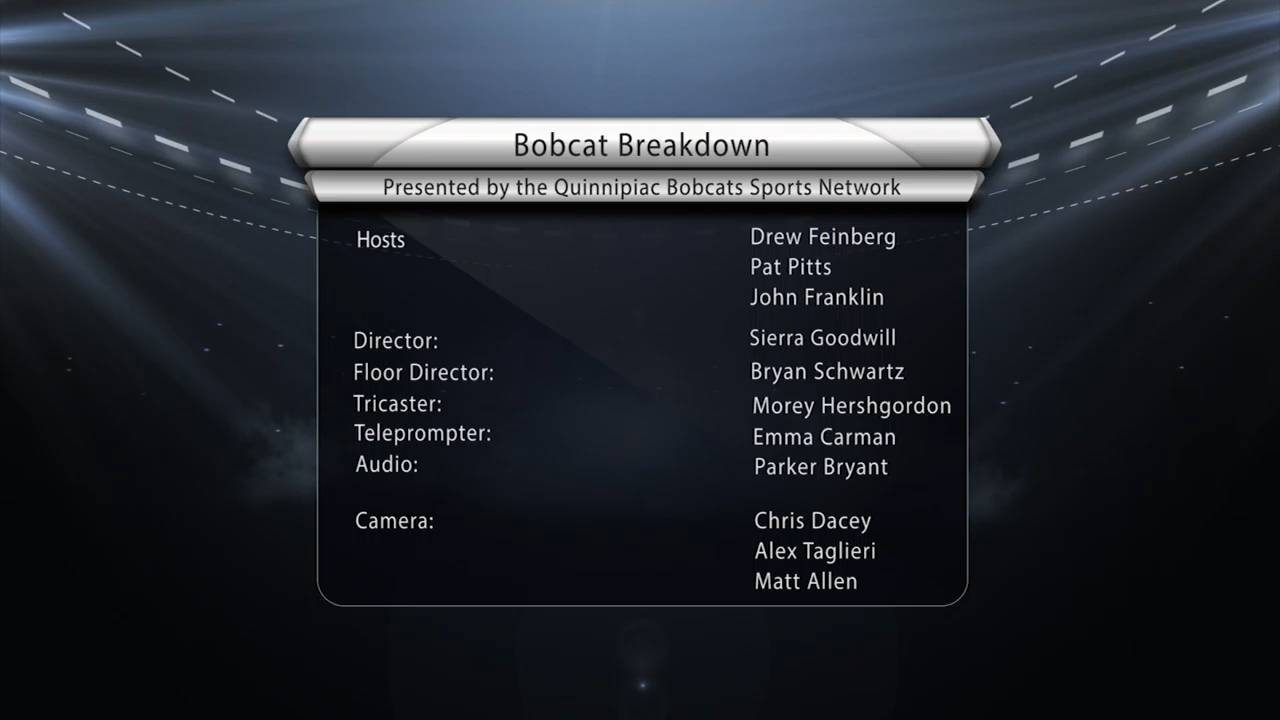 Bobcat Breakdown
Presented by the Quinnipiac Bobcats Sports Network
Hosts Drew Feinberg
Pat Pitts
John Franklin
Director: Sierra Goodwill
Floor Director: Bryan Schwartz
Tricaster: Morey Hershgordon
Teleprompter: Emma Carman
Audio: Parker Bryant
Camera: Chris Dacey
Alex Taglieri
Matt Allen